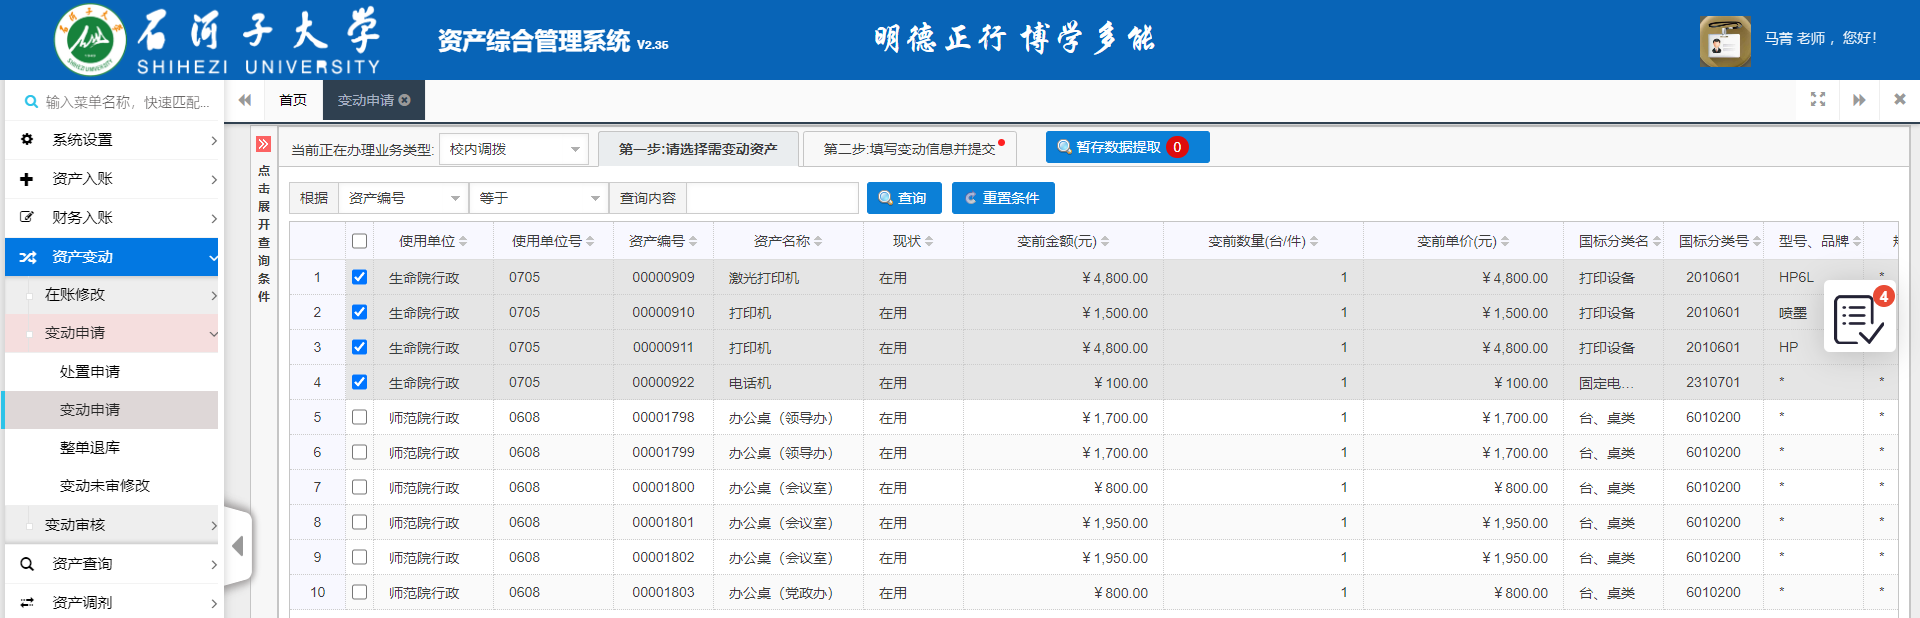 石河子大学
SHIHEZI UNIVERSITY
资产综合管理系统 V2.35
明德正行 博学多能
马菁 老师 ，您好！
输入菜单名称，快速匹配...
首页
变动申请
系统设置
资产入账
财务入账
资产变动
在账修改
变动申请
处置申请
变动申请
整单退库
变动未审修改
变动审核
资产查询
资产调剂
点击展开查询条件
当前正在办理业务类型: 校内调拨 第一步:请选择需变动资产 第二步:填写变动信息并提交 暂存数据提取 0
根据 资产编号 等于 查询内容 查询 重置条件
使用单位 使用单位号 资产编号 资产名称 现状 变前金额(元) 变前数量(台/件) 变前单价(元) 国标分类名 国标分类号 型号、品牌
1 生命院行政 0705 00000909 激光打印机 在用 ￥4,800.00 1 ￥4,800.00 打印设备 2010601 HP6L *
2 生命院行政 0705 00000910 打印机 在用 ￥1,500.00 1 ￥1,500.00 打印设备 2010601 喷墨
3 生命院行政 0705 00000911 打印机 在用 ￥4,800.00 1 ￥4,800.00 打印设备 2010601 HP
4 生命院行政 0705 00000922 电话机 在用 ￥100.00 1 ￥100.00 固定电... 2310701 * *
5 师范院行政 0608 00001798 办公桌（领导办） 在用 ￥1,700.00 1 ￥1,700.00 台、桌类 6010200 * *
6 师范院行政 0608 00001799 办公桌（领导办） 在用 ￥1,700.00 1 ￥1,700.00 台、桌类 6010200 * *
7 师范院行政 0608 00001800 办公桌（会议室） 在用 ￥800.00 1 ￥800.00 台、桌类 6010200 * *
8 师范院行政 0608 00001801 办公桌（会议室） 在用 ￥1,950.00 1 ￥1,950.00 台、桌类 6010200 * *
9 师范院行政 0608 00001802 办公桌（会议室） 在用 ￥1,950.00 1 ￥1,950.00 台、桌类 6010200 * *
10 师范院行政 0608 00001803 办公桌（党政办） 在用 ￥800.00 1 ￥800.00 台、桌类 6010200 * *
4